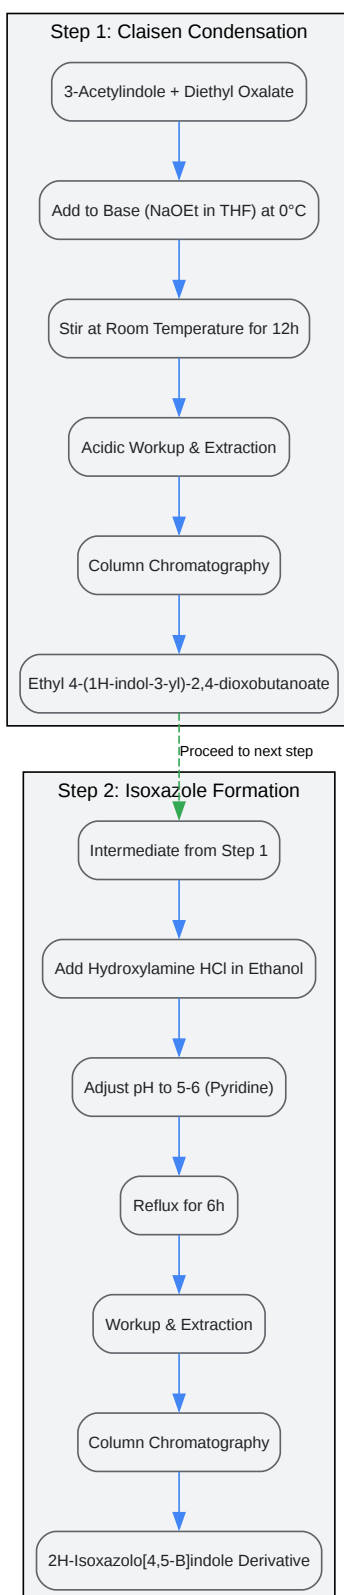 Step 1: Claisen Condensation
3-Acetylindole + Diethyl Oxalate
Add to Base (NaOEt in THF) at 0°C
Stir at Room Temperature for 12h
Acidic Workup & Extraction
Column Chromatography
Ethyl 4-(1H-indol-3-yl)-2,4-dioxobutanoate
Proceed to next step
Step 2: Isoxazole Formation
Intermediate from Step 1
Add Hydroxylamine HCl in Ethanol
Adjust pH to 5-6 (Pyridine)
Reflux for 6h
Workup & Extraction
Column Chromatography
2H-Isoxazolo[4,5-B]indole Derivative